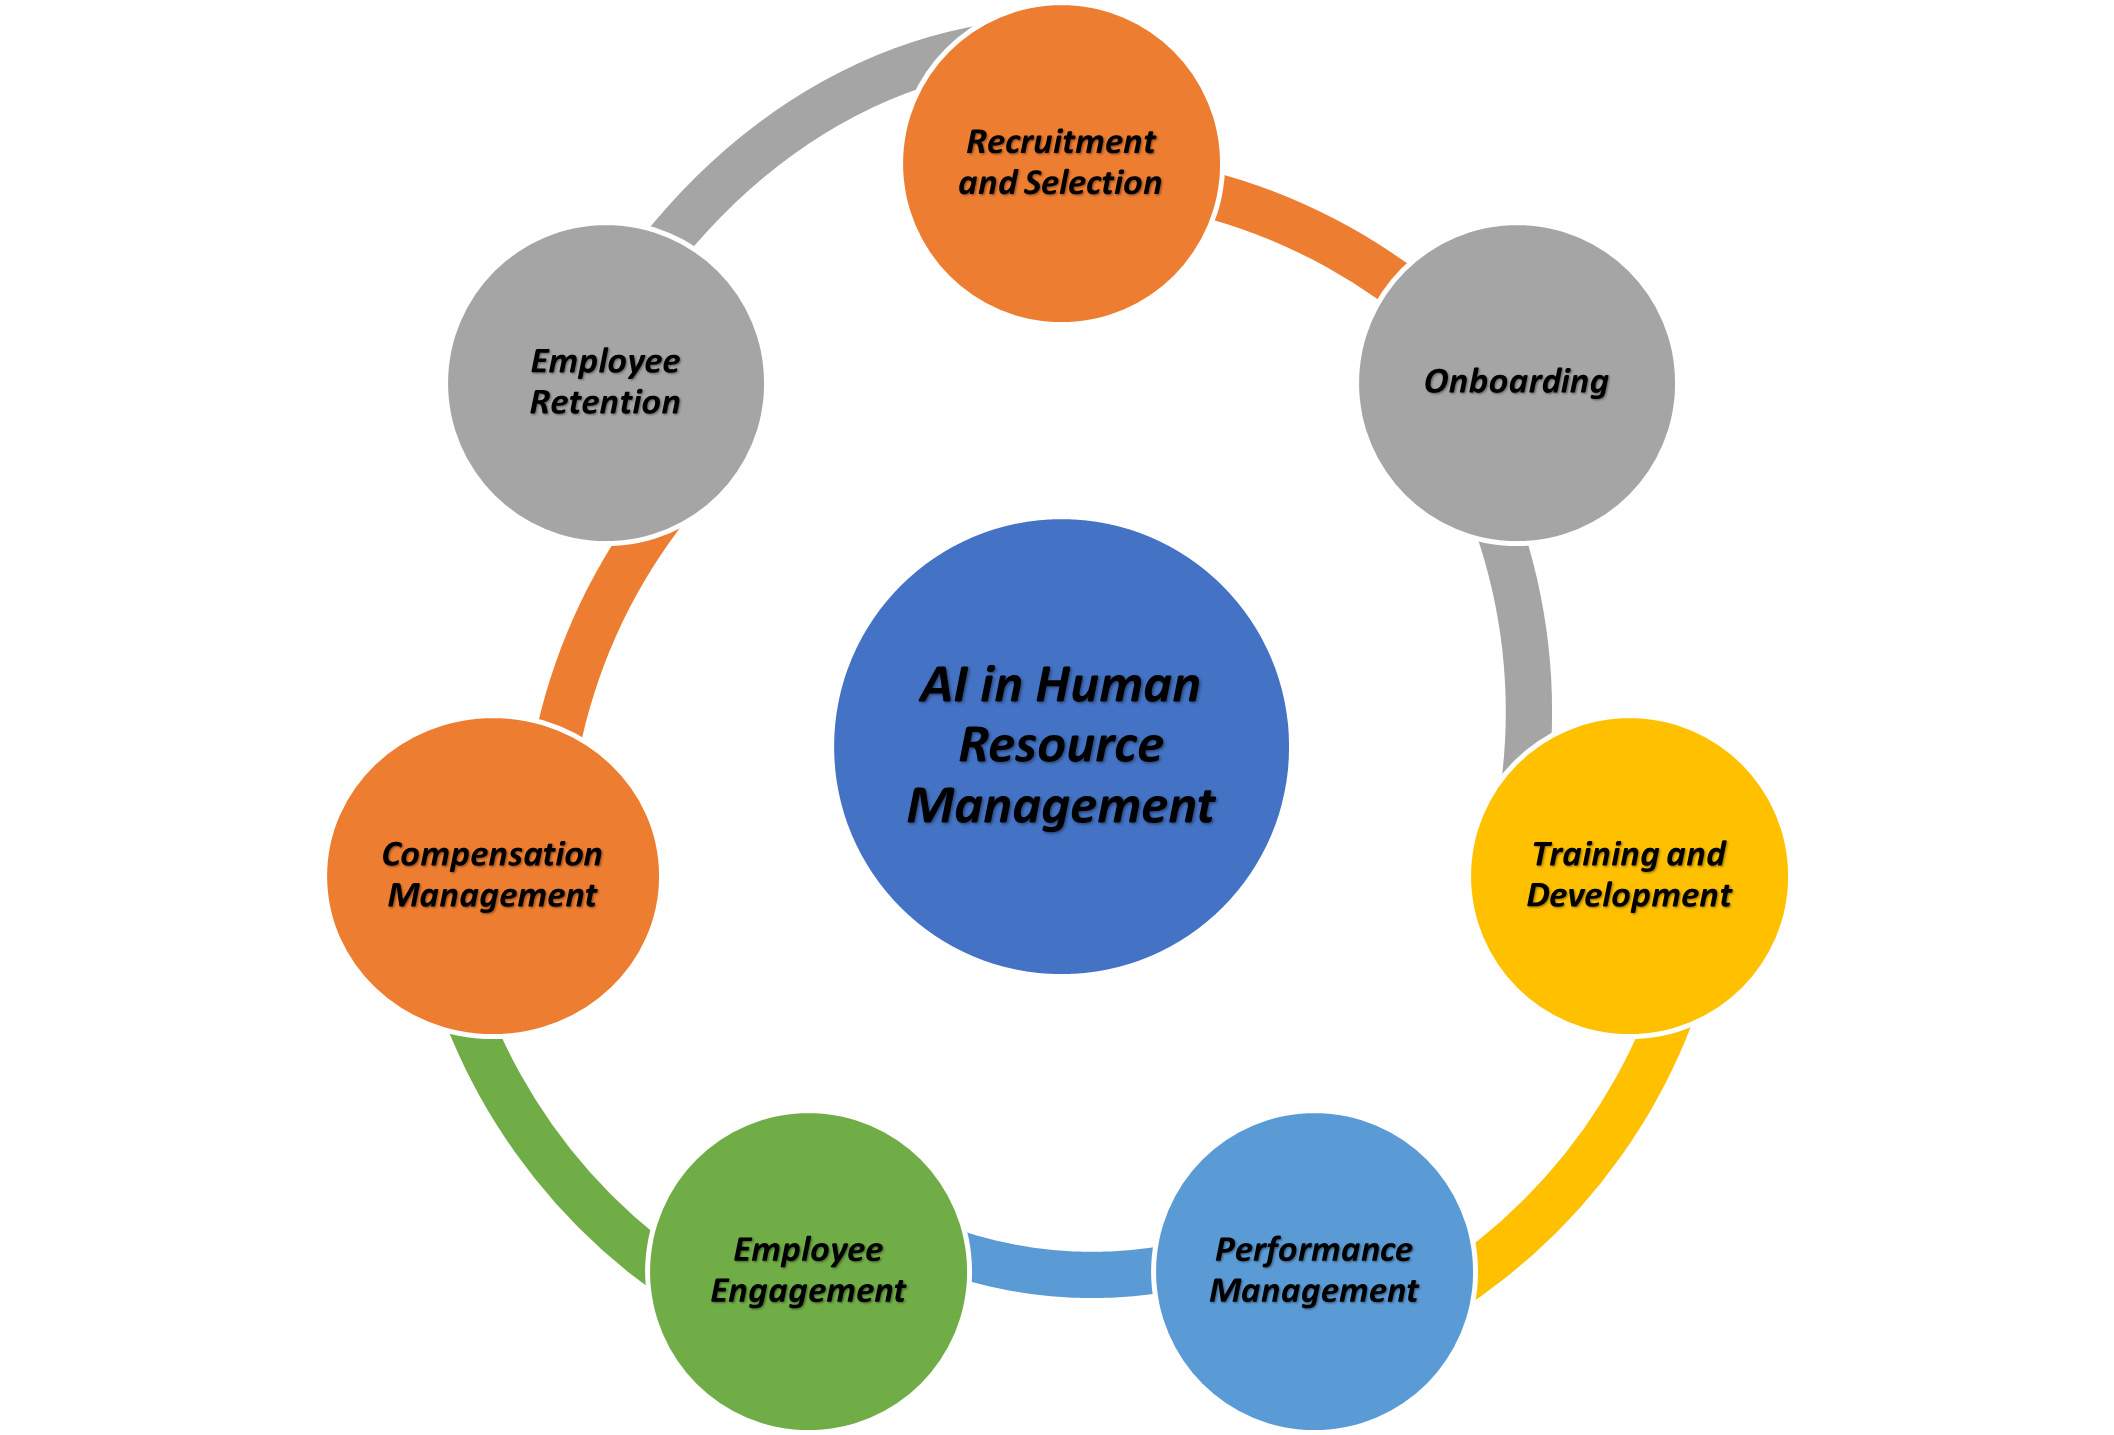 Recruitment
and Selection
Onboarding
Training and
Development
Performance
Management
Employee
Engagement
Compensation
Management
Employee
Retention
AI in Human
Resource
Management